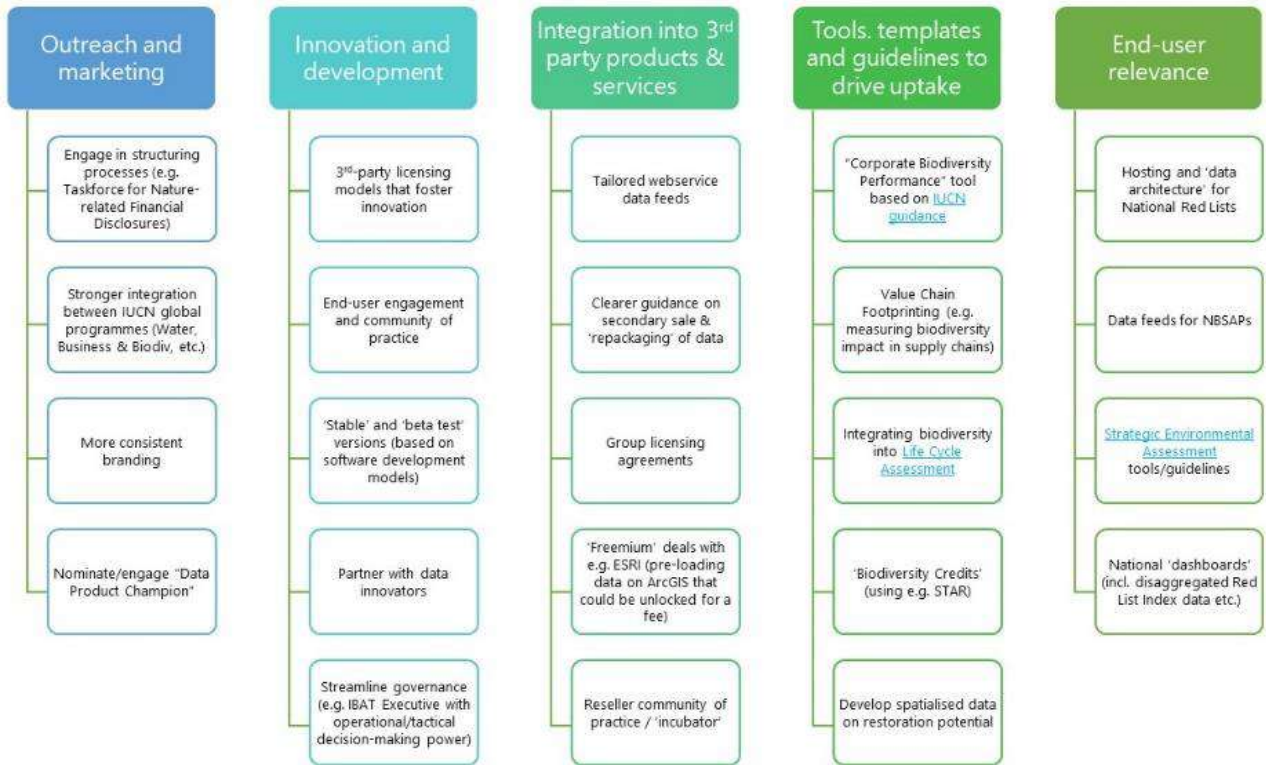 Outreach and
marketing
Engage in structuring
processes (e.g.
Taskforce for Nature-
related Financial
Disclosures)
Stronger integration
between IUCN global
programmes (Water,
Business & Biodiv, etc.)
More consistent
branding
Nominate/engage "Data
Product Champion"
Innovation and
development
3rd-party licensing
models that foster
innovation
End-user engagement
and community of
practice
'Stable' and 'beta test'
versions (based on
software development
models)
Partner with data
innovators
Streamline governance
(e.g. IBAT Executive with
operational/tactical
decision-making power)
Integration into 3rd
party products &
services
Tailored webservice
data feeds
Clearer guidance on
secondary sale &
'repackaging' of data
Group licensing
agreements
'Freemium' deals with
e.g. ESRI (pre-loading
data on ArcGIS that
could be unlocked for a
fee)
Reseller community of
practice / 'incubator'
Tools. templates
and guidelines to
drive uptake
"Corporate Biodiversity
Performance" tool
based on IUCN
guidance
Value Chain
Footprinting (e.g.
measuring biodiversity
impact in supply chains)
Integrating biodiversity
into Life Cycle
Assessment
'Biodiversity Credits'
(using e.g. STAR)
Develop spatialised data
on restoration potential
End-user
relevance
Hosting and 'data
architecture' for
National Red Lists
Data feeds for NBSAPs
Strategic Environmental
Assessment
tools/guidelines
National 'dashboards'
(incl. disaggregated Red
List Index data etc.)